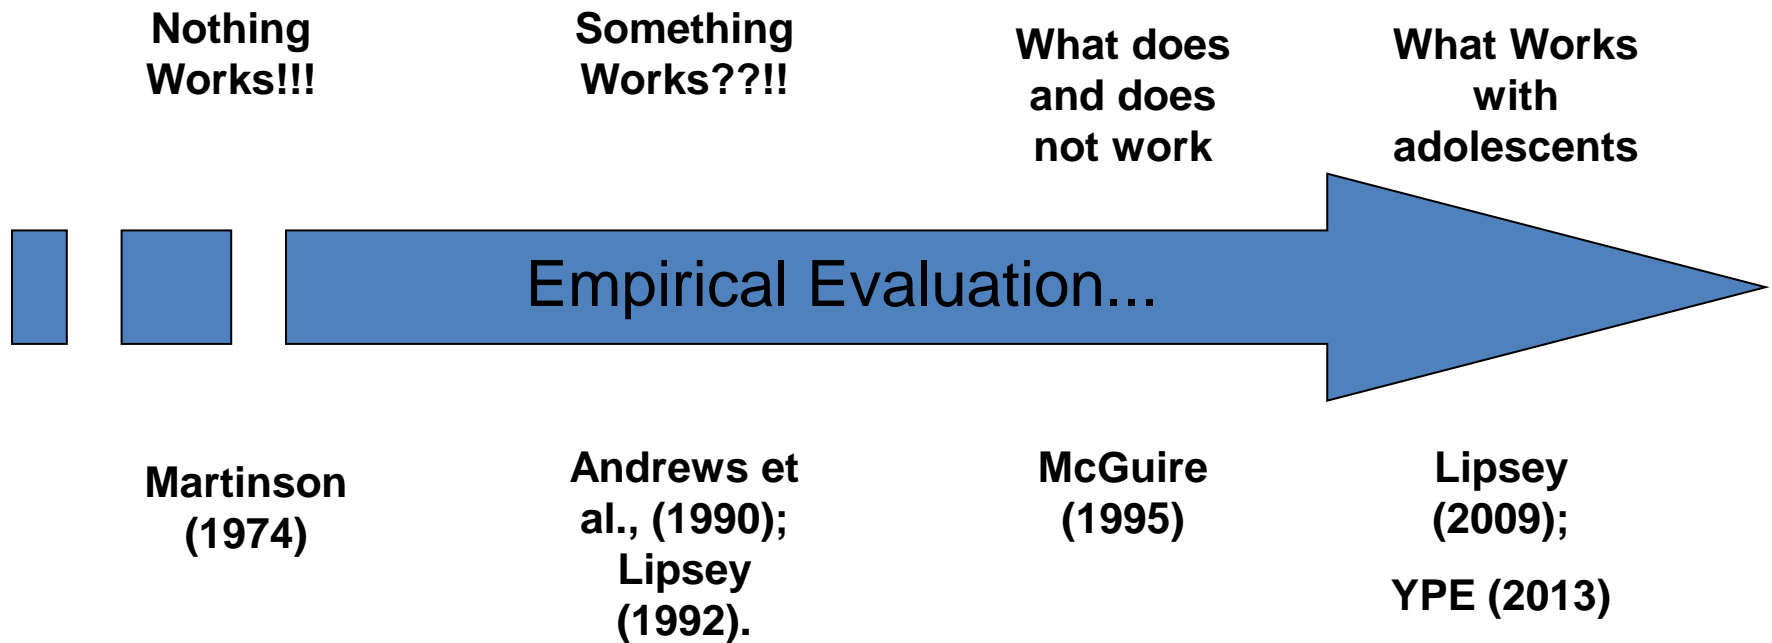 Nothing
Works!!!
Something
Works??!!
What does
and does
not work
What Works
with
adolescents
Empirical Evaluation...
Martinson
(1974)
Andrews et
al., (1990);
Lipsey
(1992).
McGuire
(1995)
Lipsey
(2009);
YPE (2013)